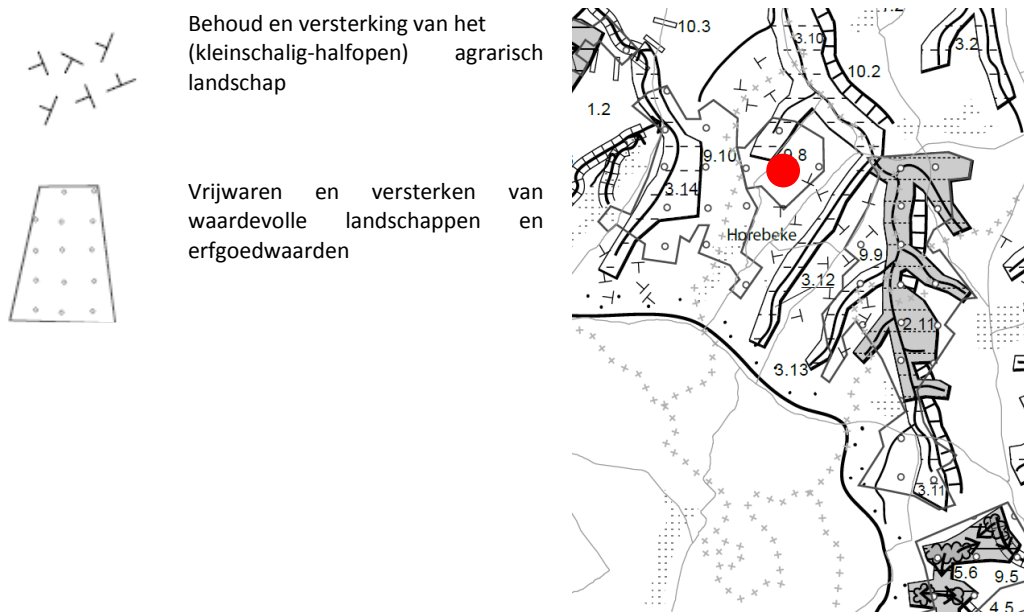 Behoud en versterking van het
(kleinschalig-halfopen) agrarisch
landschap
Vrijwaren en versterken van
waardevolle landschappen en
erfgoedwaarden
10.3
3.10
3.2
10.2
1.2
9.10
9.8
3.14
Horebeke
9.9
3.12
2.11
3.13
3.11
5.6
9.5
4.5